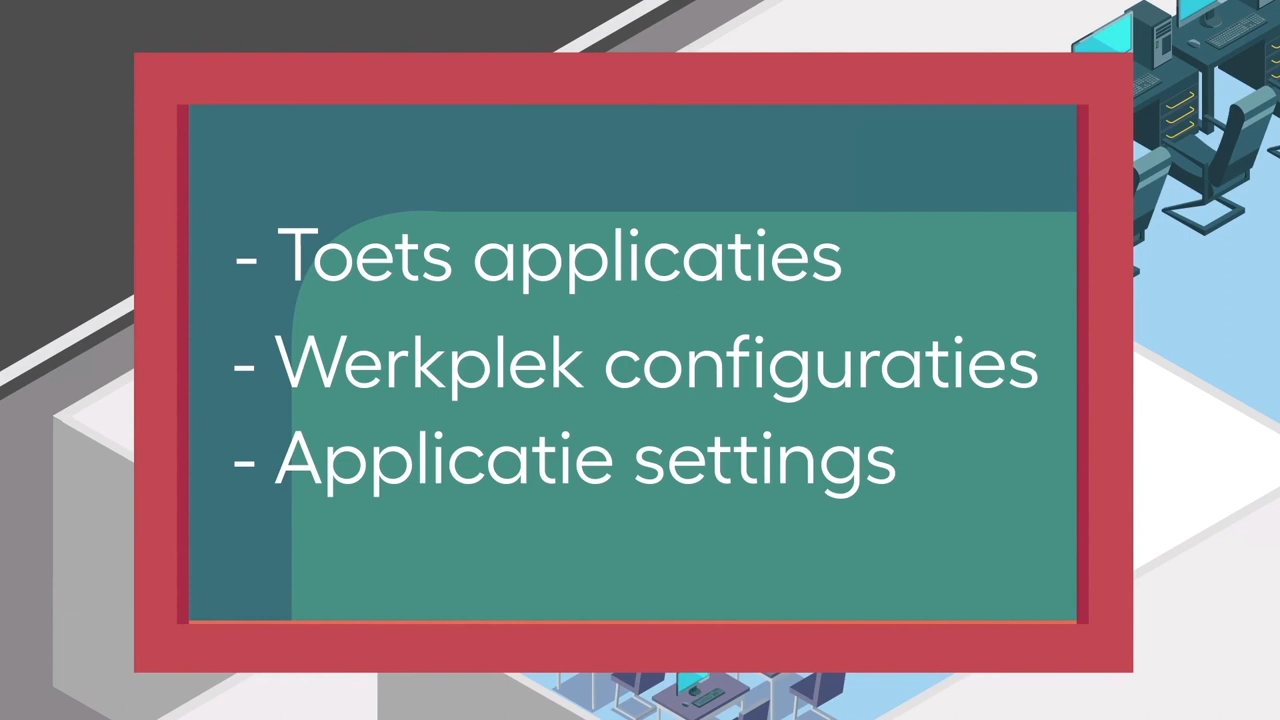 - Toets applicaties
- Werkplek configuraties
- Applicatie settings